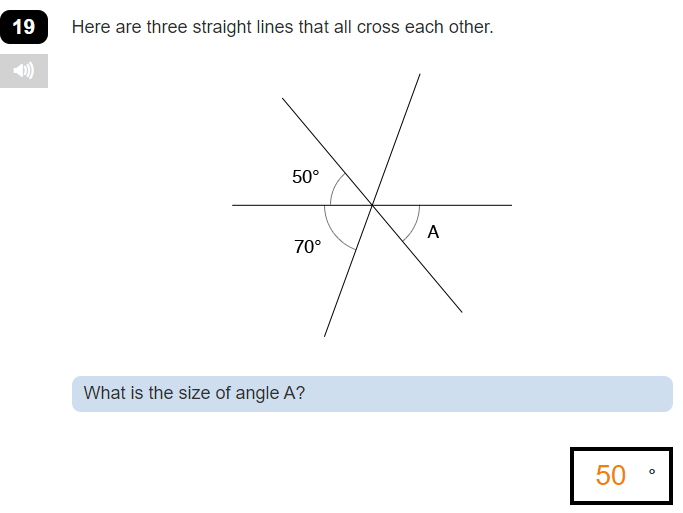 19
Here are three straight lines that all cross each other.
50°
A
70°
What is the size of angle A?
50 °